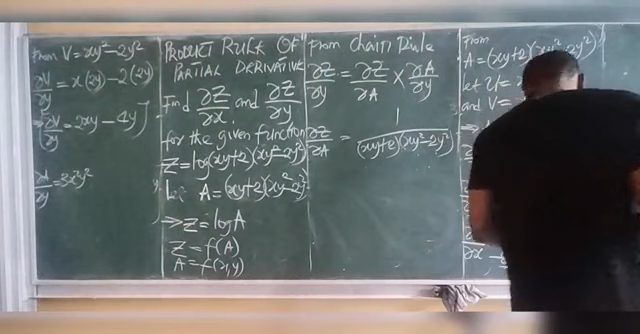 From V = xy² - 2y²
∂V/∂y = x(2y) - 2(2y)
⇒ ∂V/∂y = 2xy - 4y
= 3x²y²
PRODUCT RULE OF
PARTIAL DERIVATIVE
Find ∂Z/∂x and ∂Z/∂y
for the given function
Z = log(xy+2)(xy²-2y²)
Let A = (xy+2)(xy²-2y²)
⇒ Z = log A
Z = f(A)
A = f(x,y)
From Chain Rule
∂Z/∂y = ∂Z/∂A × ∂A/∂y
∂Z/∂A = 1/(xy+2)(xy²-2y²)
From
A = (xy+2)(xy²-2y²)
let U =
and V =